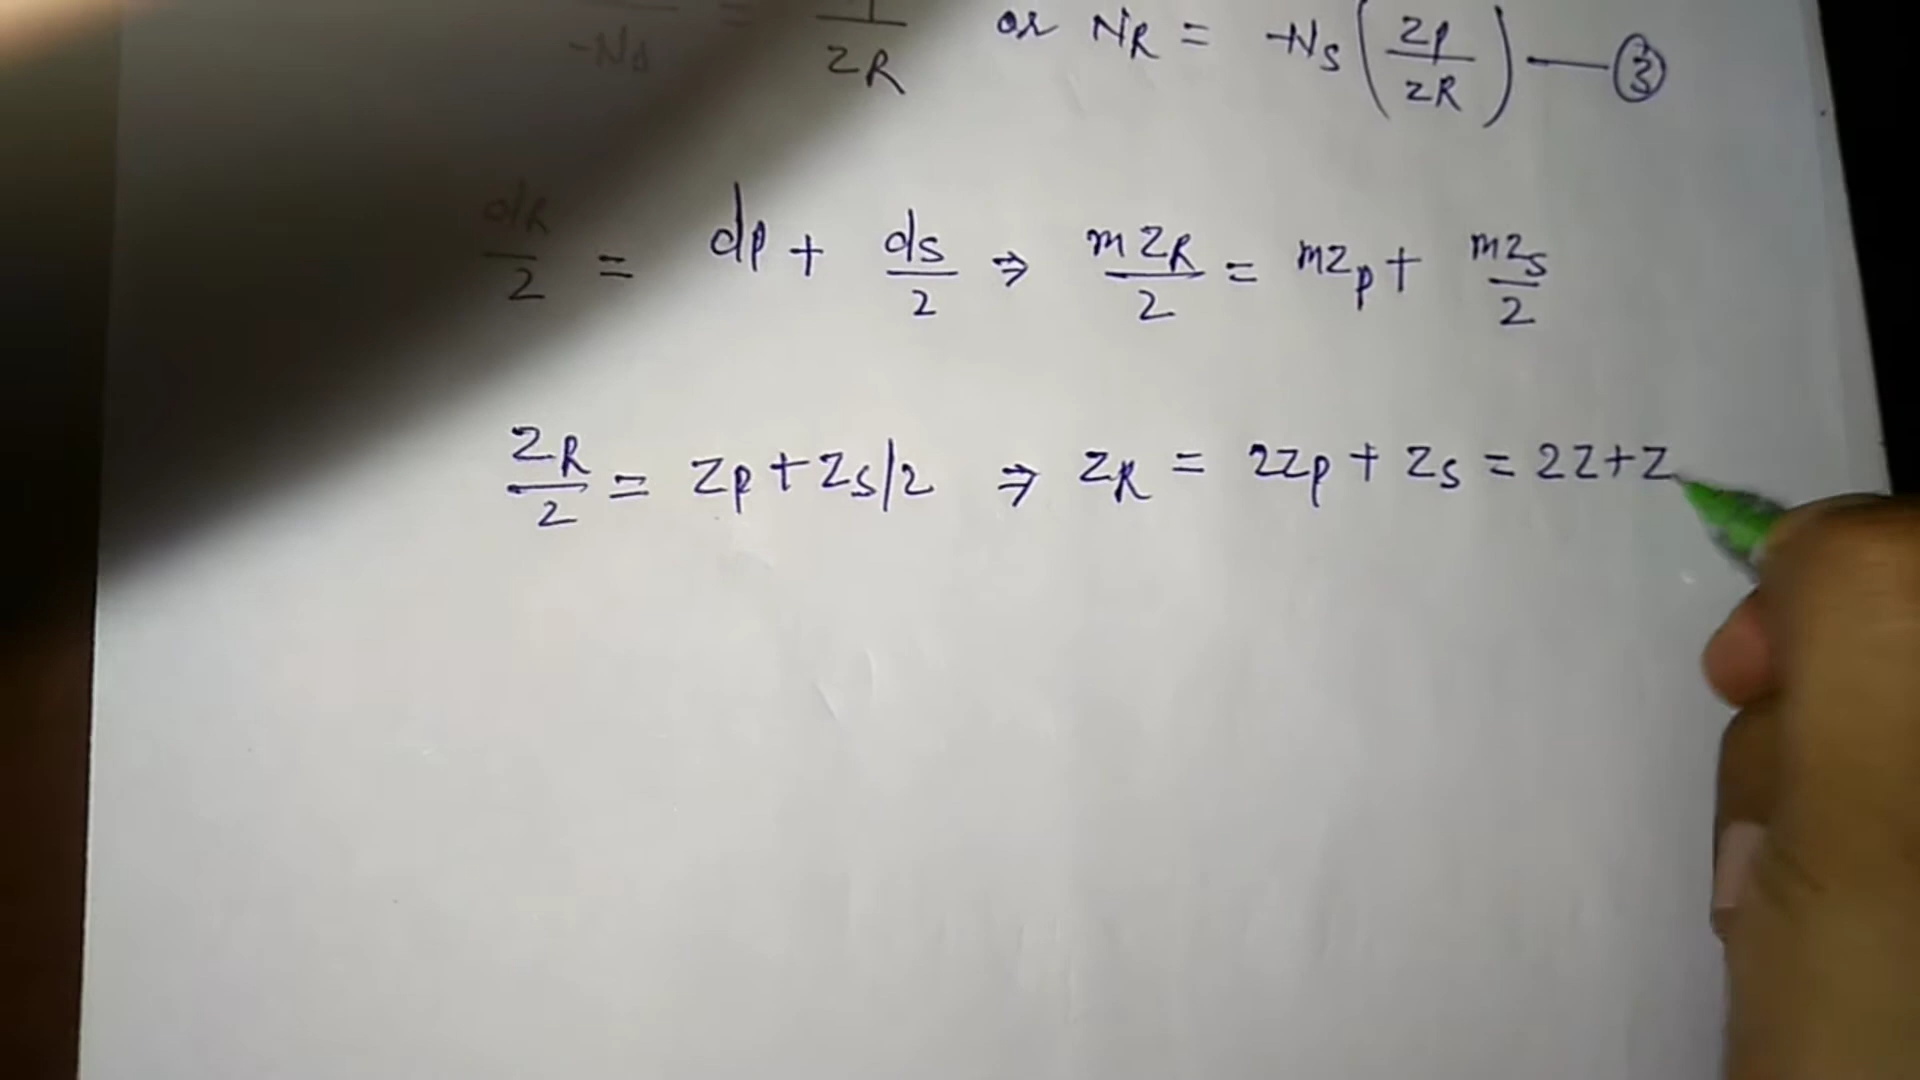 -N = /ZR or NR = -NS (ZP/ZR) — ③
dR/2 = dp + ds/2 ⇒ mZR/2 = mZp + mZs/2
ZR/2 = ZP + ZS/2 ⇒ ZR = 2ZP + ZS = 2Z+Z